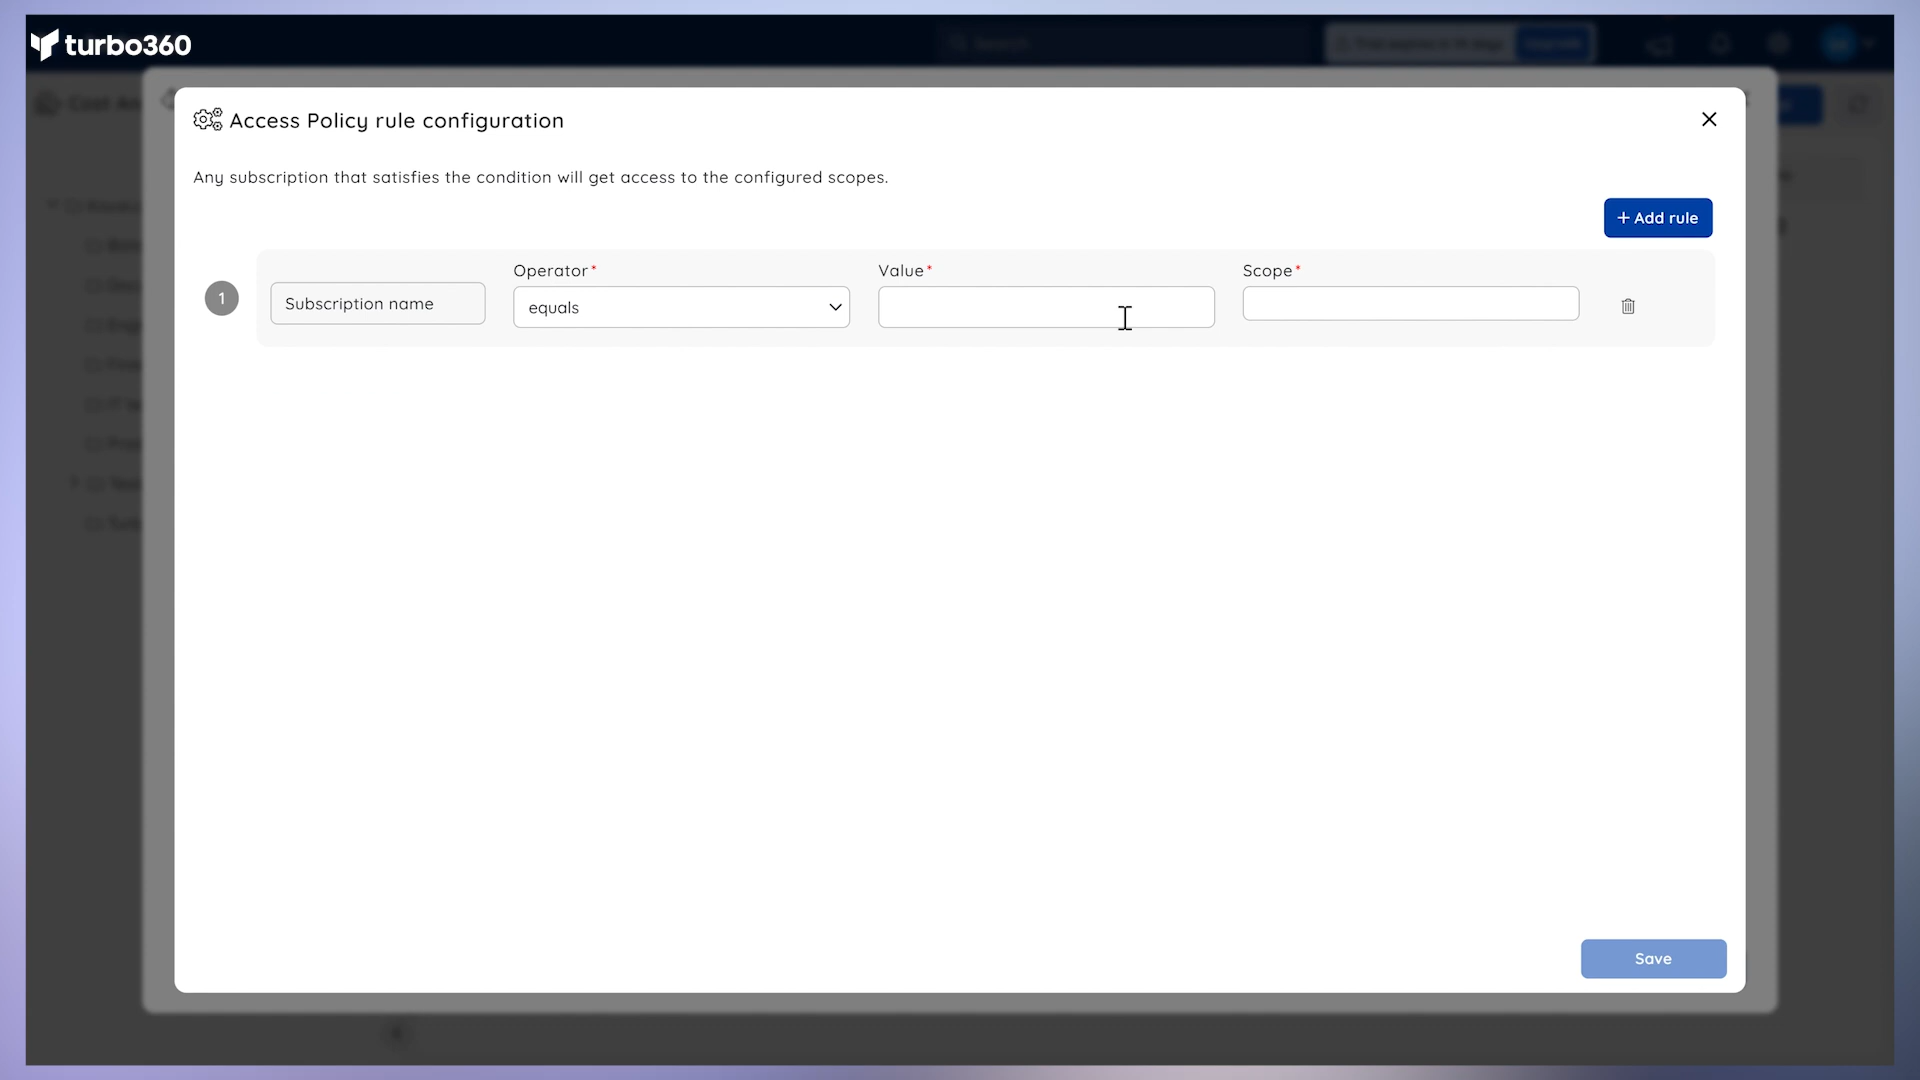 turbo360
Access Policy rule configuration
Any subscription that satisfies the condition will get access to the configured scopes.
+ Add rule
Operator*
Value*
Scope*
1
Subscription name
equals
Save